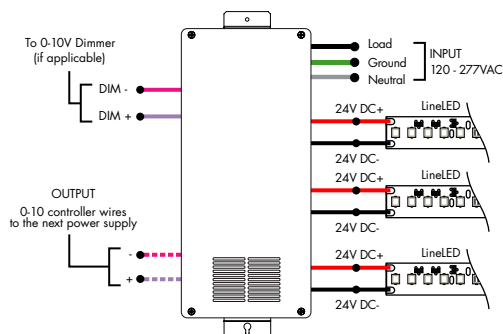 To 0-10V Dimmer
(if applicable)
DIM -
DIM +
OUTPUT
0-10 controller wires
to the next power supply
-
+
Load
Ground
Neutral
INPUT
120 - 277VAC
24V DC+
LineLED
24V DC-
24V DC+
LineLED
24V DC-
24V DC+
LineLED
24V DC-